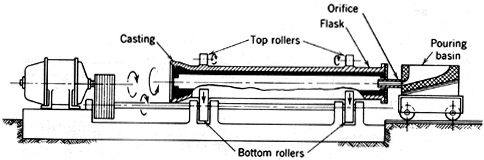 Orifice
Flask
Casting
Top rollers
Pouring
basin
Bottom rollers